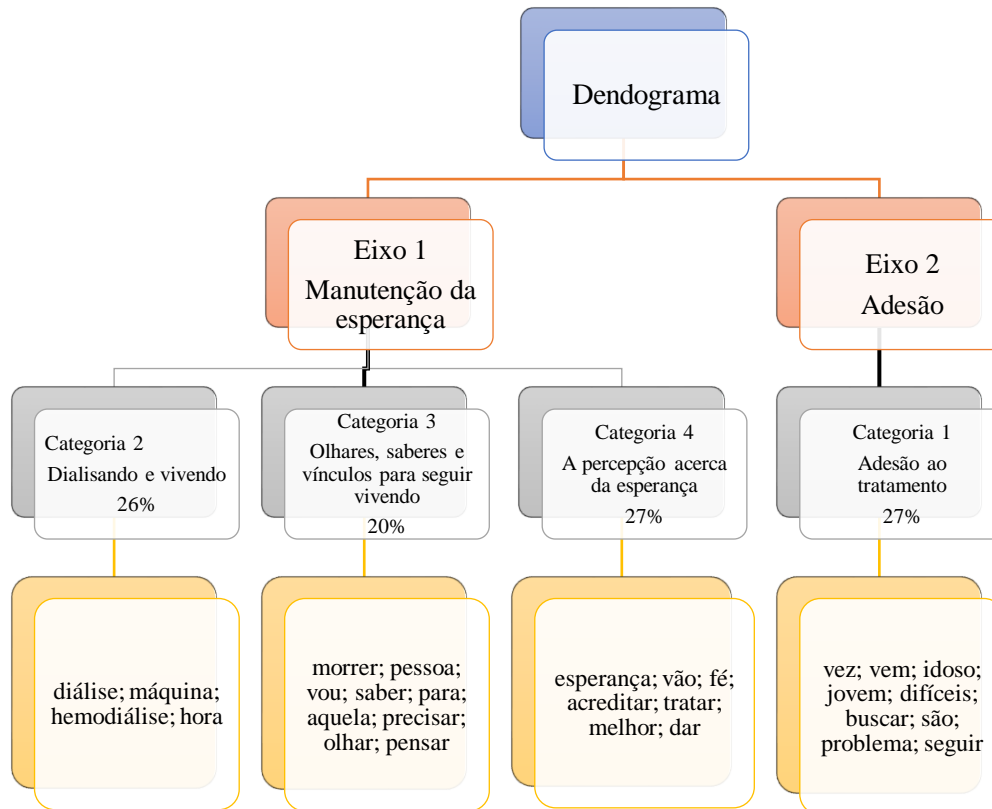 Dendograma
Eixo 1
Manutenção da
esperança
Eixo 2
Adesão
Categoria 2
Dialisando e vivendo
26%
Categoria 3
Olhares, saberes e
vínculos para seguir
vivendo
20%
Categoria 4
A percepção acerca
da esperança
27%
Categoria 1
Adesão ao
tratamento
27%
diálise; máquina;
hemodiálise; hora
morrer; pessoa;
vou; saber; para;
aquela; precisar;
olhar; pensar
esperança; vão; fé;
acreditar; tratar;
melhor; dar
vez; vem; idoso;
jovem; difíceis;
buscar; são;
problema; seguir